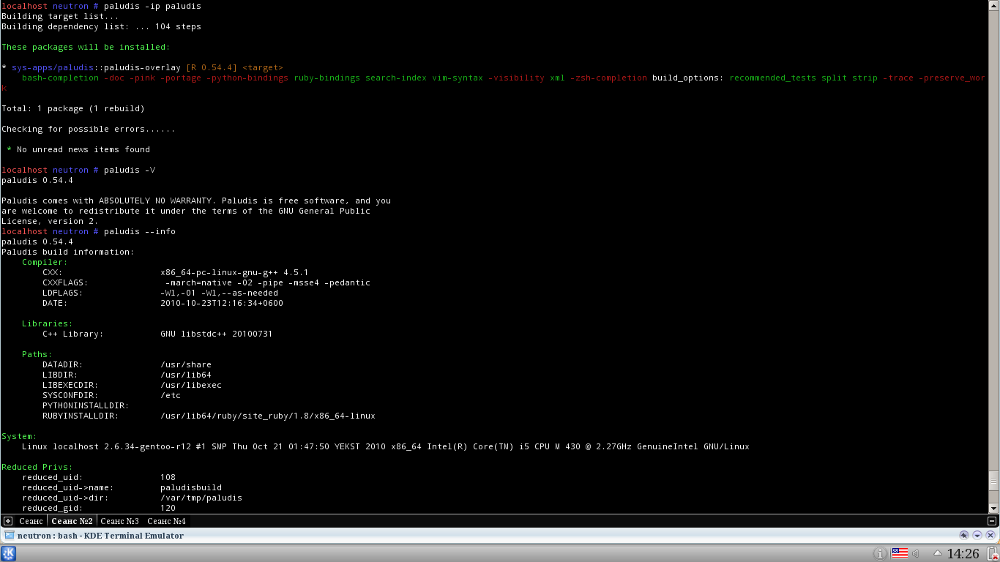 localhost neutron # paludis -ip paludis
Building target list...
Building dependency list: ... 104 steps
These packages will be installed:
* sys-apps/paludis::paludis-overlay [R 0.54.4] <target>
bash-completion -doc -pink -portage -python-bindings ruby-bindings search-index vim-syntax -visibility xml -zsh-completion build_options: recommended_tests split strip -trace -preserve_wor
k
Total: 1 package (1 rebuild)
Checking for possible errors......
* No unread news items found
localhost neutron # paludis -V
paludis 0.54.4
Paludis comes with ABSOLUTELY NO WARRANTY. Paludis is free software, and you
are welcome to redistribute it under the terms of the GNU General Public
License, version 2.
localhost neutron # paludis --info
paludis 0.54.4
Paludis build information:
Compiler:
CXX: x86_64-pc-linux-gnu-g++ 4.5.1
CXXFLAGS: -march=native -O2 -pipe -msse4 -pedantic
LDFLAGS: -Wl,-O1 -Wl,--as-needed
DATE: 2010-10-23T12:16:34+0600
Libraries:
C++ Library: GNU libstdc++ 20100731
Paths:
DATADIR: /usr/share
LIBDIR: /usr/lib64
LIBEXECDIR: /usr/libexec
SYSCONFDIR: /etc
PYTHONINSTALLDIR:
RUBYINSTALLDIR: /usr/lib64/ruby/site_ruby/1.8/x86_64-linux
System:
Linux localhost 2.6.34-gentoo-r12 #1 SMP Thu Oct 21 01:47:50 YEKST 2010 x86_64 Intel(R) Core(TM) i5 CPU M 430 @ 2.27GHz GenuineIntel GNU/Linux
Reduced Privs:
reduced_uid: 108
reduced_uid->name: paludisbuild
reduced_uid->dir: /var/tmp/paludis
reduced_gid: 120
Сеанс Сеанс №2 Сеанс №3 Сеанс №4
neutron : bash - KDE Terminal Emulator
14:26